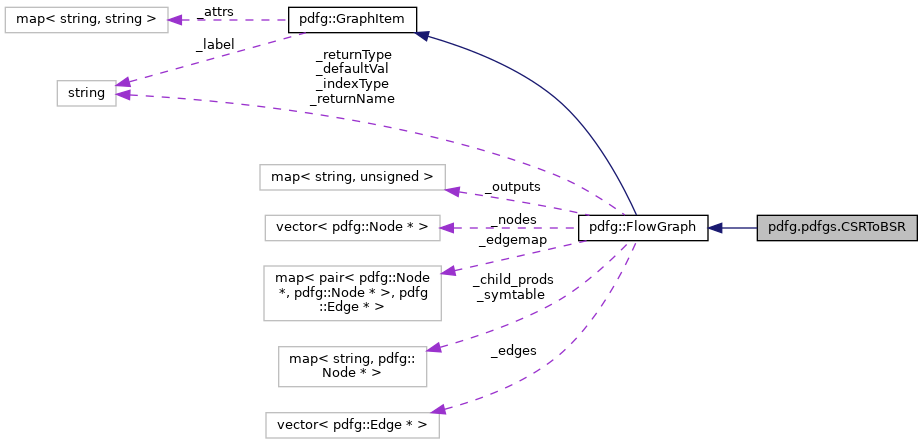 map< string, string >
_attrs
pdfg::GraphItem
_label
string
_returnType
_defaultVal
_indexType
_returnName
map< string, unsigned >
_outputs
vector< pdfg::Node * >
_nodes
pdfg::FlowGraph
pdfg.pdfgs.CSRToBSR
_edgemap
map< pair< pdfg::Node
*, pdfg::Node * >, pdfg
::Edge * >
_child_prods
_symtable
map< string, pdfg::
Node * >
_edges
vector< pdfg::Edge * >